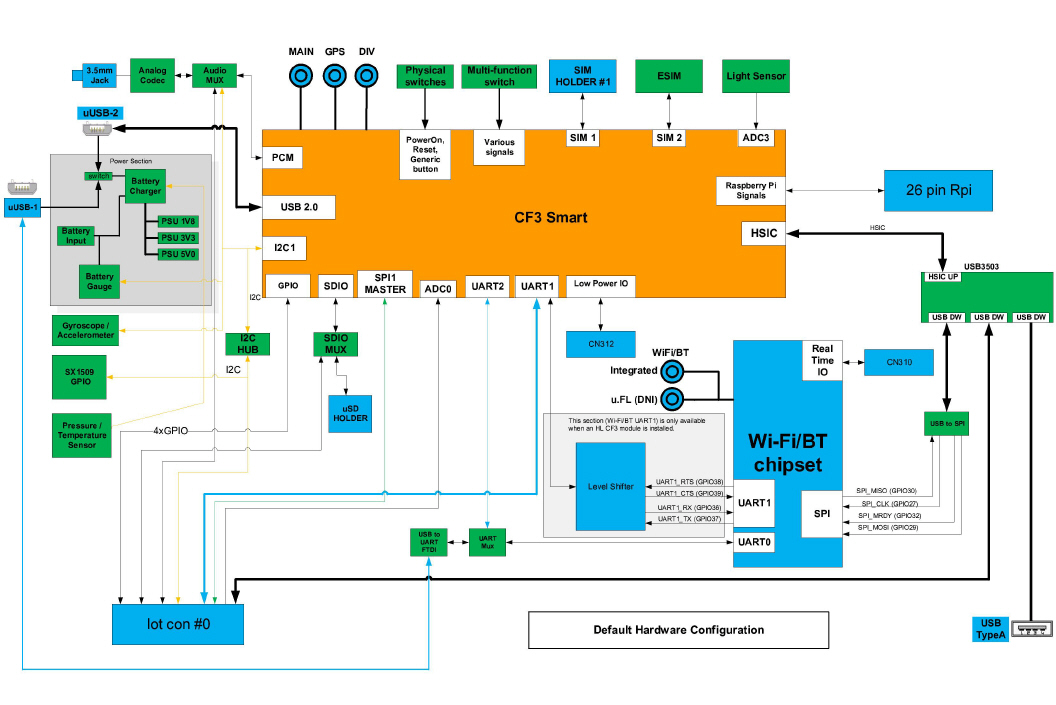 MAIN
GPS
DIV
3.5mm
Jack
Analog
Codec
Audio
MUX
Physical
switches
Multi-function
switch
SIM
HOLDER #1
ESIM
Light Sensor
uUSB-2
PowerOn,
Reset,
Generic
button
Various
signals
SIM 1
SIM 2
ADC3
PCM
Power Section
switch
Battery
Charger
uUSB-1
USB 2.0
CF3 Smart
Raspberry Pi
Signals
26 pin Rpi
PSU 1V8
PSU 3V3
PSU 5V0
Battery
Input
I2C1
HSIC
HSIC
Battery
Gauge
GPIO
SDIO
SPI1
MASTER
ADC0
UART2
UART1
Low Power IO
USB3503
HSIC UP
USB DW
USB DW
USB DW
I2C
Gyroscope /
Accelerometer
I2C
HUB
SDIO
MUX
CN312
I2C
SX1509
GPIO
WiFi/BT
Integrated
u.FL (DNI)
Real
Time
IO
CN310
uSD
HOLDER
Pressure /
Temperature
Sensor
4xGPIO
This section (Wi-Fi/BT UART1) is only available
when an HL CF3 module is installed.
USB to SPI
Wi-Fi/BT
chipset
Level Shifter
UART1_RTS (GPIO38)
UART1_CTS (GPIO39)
UART1_RX (GPIO36)
UART1_TX (GPIO37)
UART1
SPI
SPI_MISO (GPIO30)
SPI_CLK (GPIO27)
SPI_MRDY (GPIO32)
SPI_MOSI (GPIO29)
USB to
UART
FTDI
UART
Mux
UART0
Iot con #0
Default Hardware Configuration
USB
TypeA